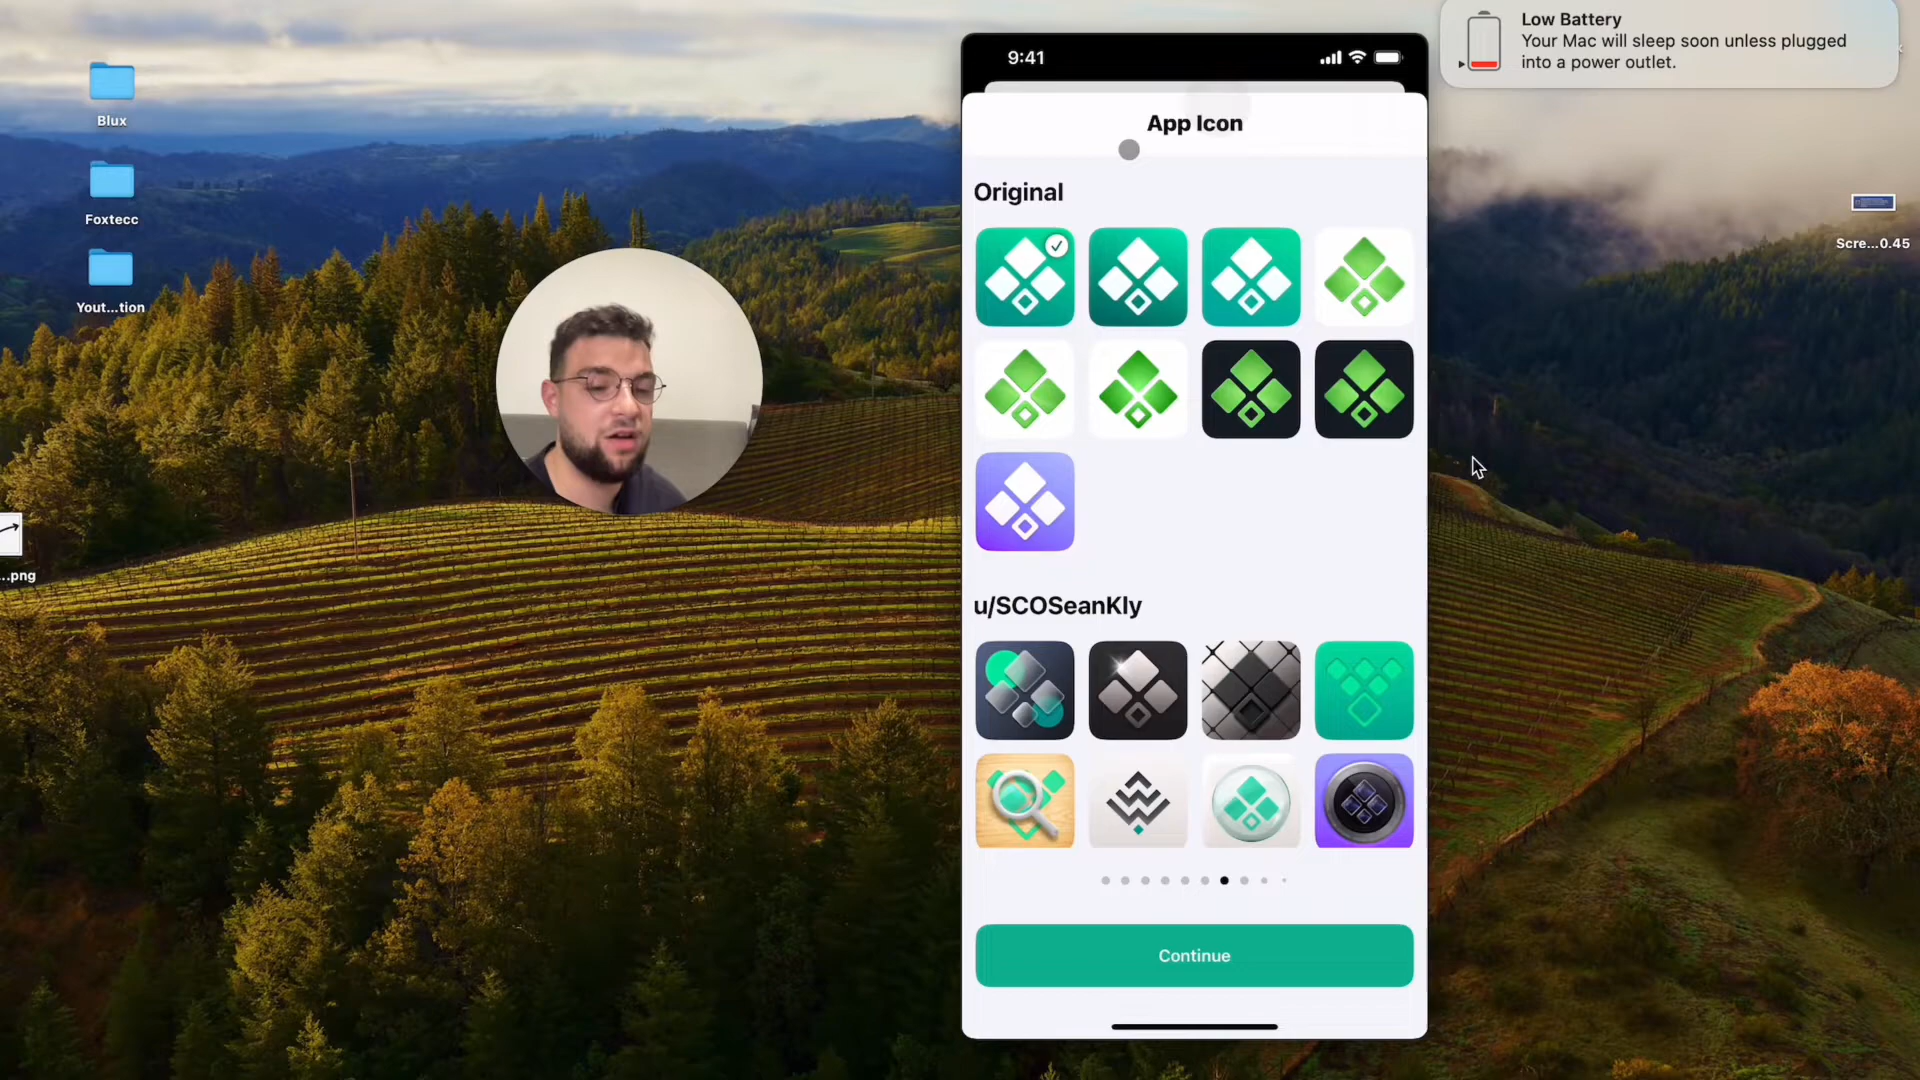 Blux
Foxtecc
Yout...tion
...png
9:41
App Icon
Original
u/SCOSeanKly
Continue
Low Battery
Your Mac will sleep soon unless plugged
into a power outlet.
Scre...0.45